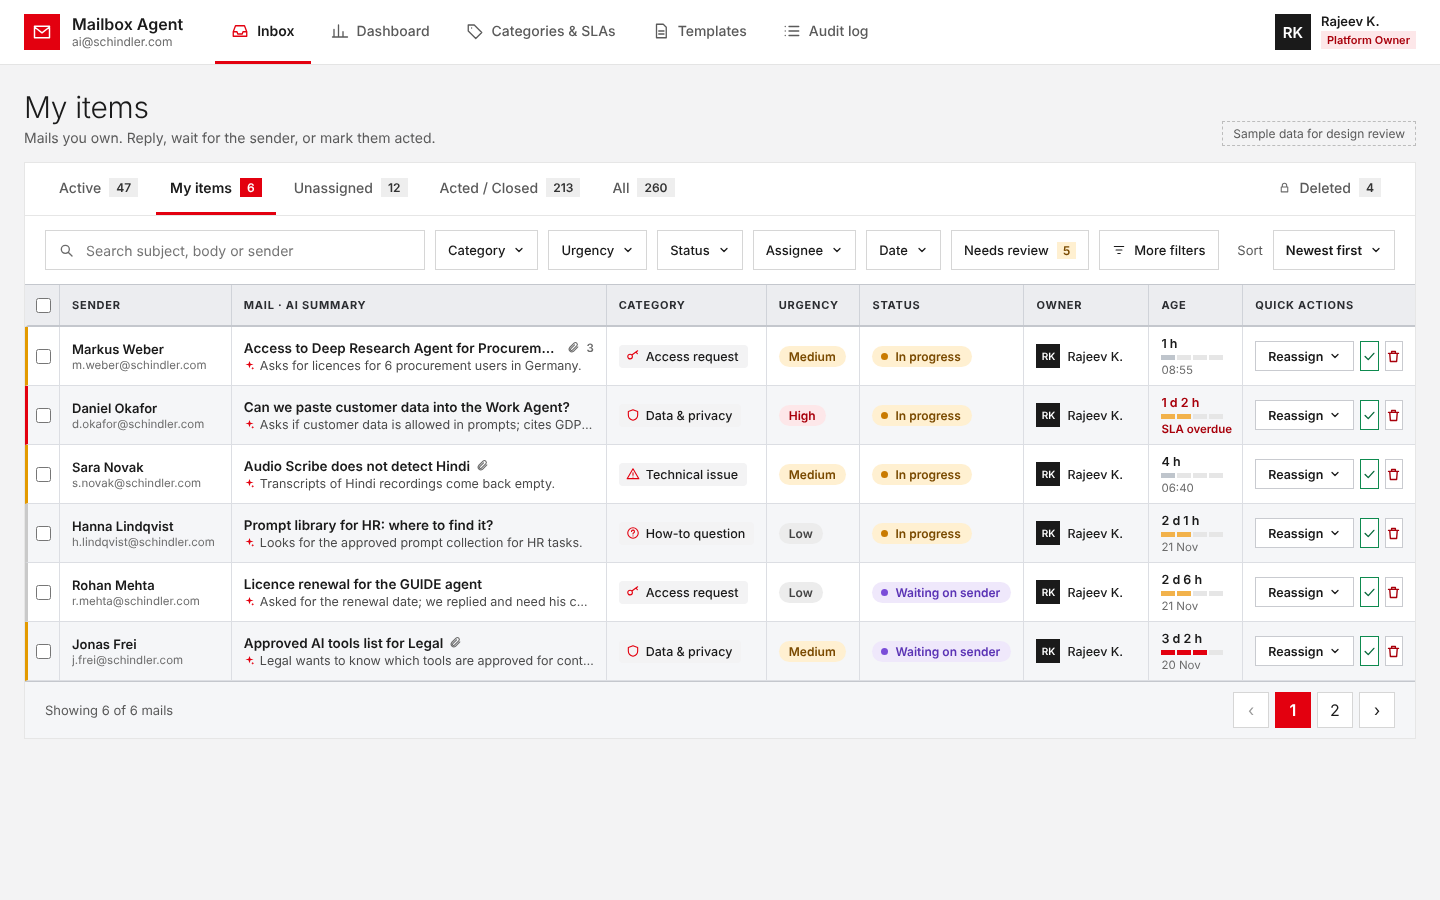 Mailbox Agent
ai@schindler.com
Inbox
Dashboard
Categories & SLAs
Templates
Audit log
RK
Rajeev K.
Platform Owner
My items
Mails you own. Reply, wait for the sender, or mark them acted.
Sample data for design review
Active 47
My items 6
Unassigned 12
Acted / Closed 213
All 260
Deleted 4
Search subject, body or sender
Category
Urgency
Status
Assignee
Date
Needs review 5
More filters
Sort
Newest first
SENDER
MAIL · AI SUMMARY
CATEGORY
URGENCY
STATUS
OWNER
AGE
QUICK ACTIONS
Markus Weber
m.weber@schindler.com
Access to Deep Research Agent for Procurem... 3
Asks for licences for 6 procurement users in Germany.
Access request
Medium
In progress
RK Rajeev K.
1 h
08:55
Reassign
Daniel Okafor
d.okafor@schindler.com
Can we paste customer data into the Work Agent?
Asks if customer data is allowed in prompts; cites GDP...
Data & privacy
High
In progress
RK Rajeev K.
1 d 2 h
SLA overdue
Reassign
Sara Novak
s.novak@schindler.com
Audio Scribe does not detect Hindi
Transcripts of Hindi recordings come back empty.
Technical issue
Medium
In progress
RK Rajeev K.
4 h
06:40
Reassign
Hanna Lindqvist
h.lindqvist@schindler.com
Prompt library for HR: where to find it?
Looks for the approved prompt collection for HR tasks.
How-to question
Low
In progress
RK Rajeev K.
2 d 1 h
21 Nov
Reassign
Rohan Mehta
r.mehta@schindler.com
Licence renewal for the GUIDE agent
Asked for the renewal date; we replied and need his c...
Access request
Low
Waiting on sender
RK Rajeev K.
2 d 6 h
21 Nov
Reassign
Jonas Frei
j.frei@schindler.com
Approved AI tools list for Legal
Legal wants to know which tools are approved for cont...
Data & privacy
Medium
Waiting on sender
RK Rajeev K.
3 d 2 h
20 Nov
Reassign
Showing 6 of 6 mails
‹ 1 2 ›